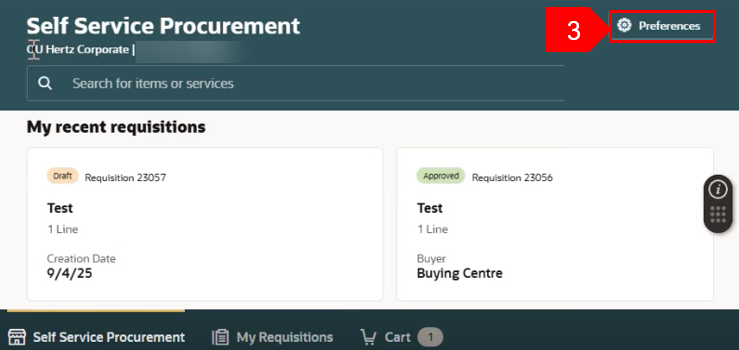 Self Service Procurement
3
Preferences
CU Hertz Corporate |
Search for items or services
My recent requisitions
Draft Requisition 23057
Test
1 Line
Creation Date
9/4/25
Approved Requisition 23056
Test
1 Line
Buyer
Buying Centre
i
Self Service Procurement My Requisitions Cart 1